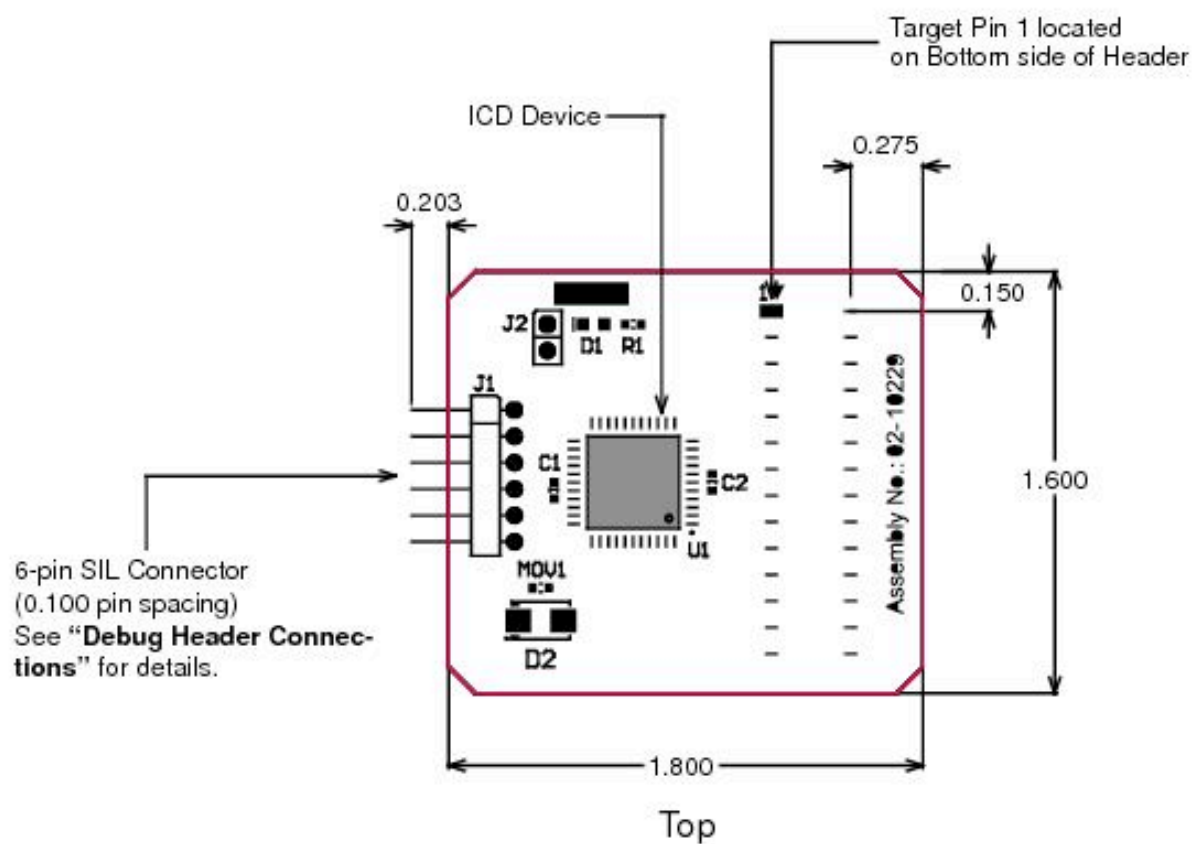 Target Pin 1 located
on Bottom side of Header
ICD Device
0.275
0.203
0.150
J2
D1
R1
J1
Assembly No.: 02-10229
C1
C2
1.600
U1
6-pin SIL Connector
(0.100 pin spacing)
See “Debug Header Connec-
tions” for details.
MOV1
D2
1.800
Top